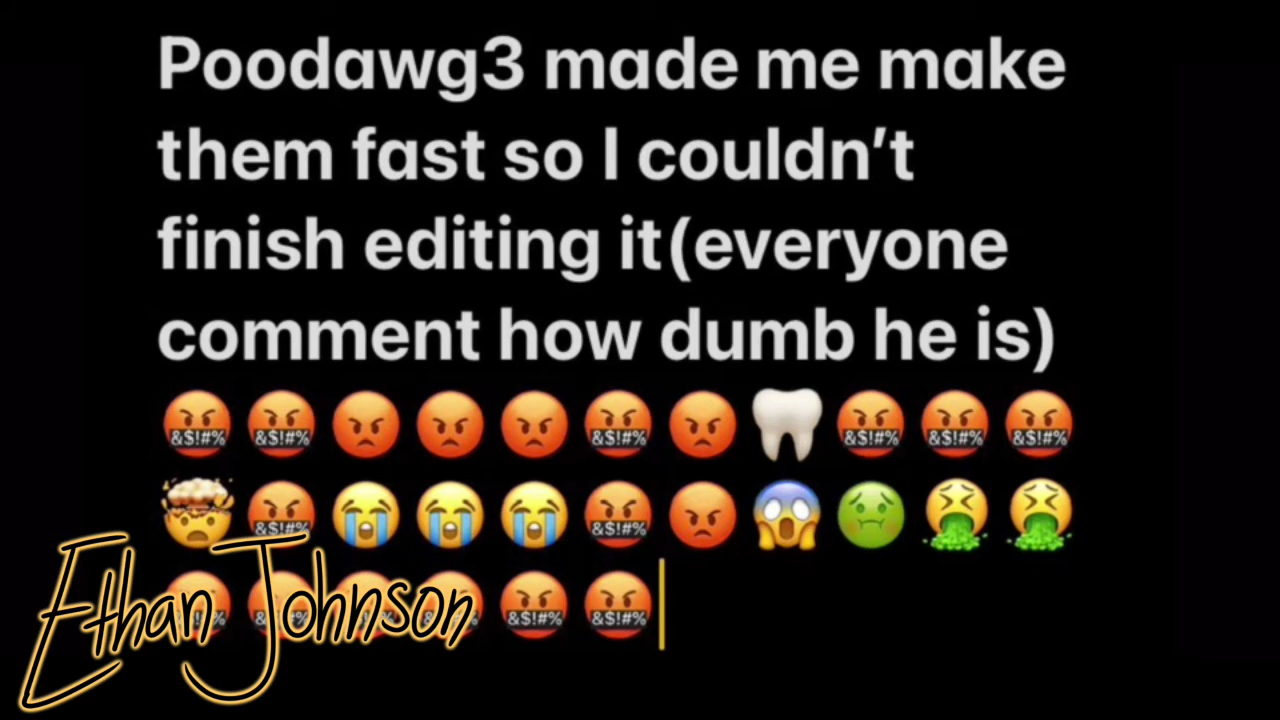 Poodawg3 made me make
them fast so I couldn’t
finish editing it(everyone
comment how dumb he is)
🤬🤬😡😡😡🤬😡🦷🤬🤬🤬
🤯🤬😭😭😭🤬😡😱🤢🤮🤮
🤬🤬🤬🤬🤬🤬
Ethan Johnson